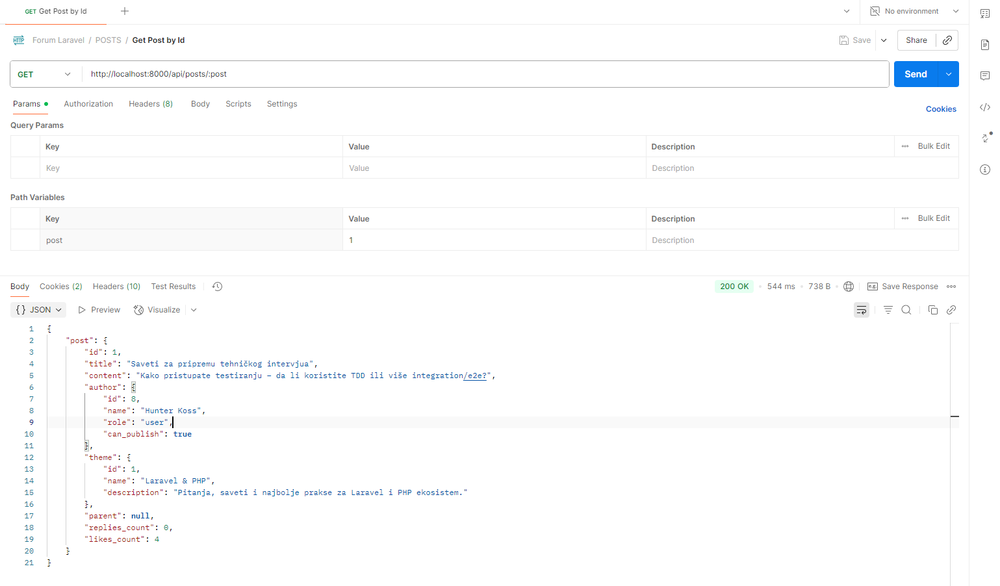 GET Get Post by Id
No environment
HTTP Forum Laravel / POSTS / Get Post by Id
Save
Share
GET
http://localhost:8000/api/posts/:post
Send
Params
Authorization
Headers (8)
Body
Scripts
Settings
Cookies
Query Params
Key Value Description Bulk Edit
Key Value Description
Path Variables
Key Value Description Bulk Edit
post 1 Description
Body
Cookies (2)
Headers (10)
Test Results
200 OK
544 ms
738 B
e.g. Save Response
{} JSON
Preview
Visualize
1 {
2 "post": {
3 "id": 1,
4 "title": "Saveti za pripremu tehničkog intervjua",
5 "content": "Kako pristupate testiranju – da li koristite TDD ili više integration/e2e?",
6 "author": {
7 "id": 8,
8 "name": "Hunter Koss",
9 "role": "user",
10 "can_publish": true
11 },
12 "theme": {
13 "id": 1,
14 "name": "Laravel & PHP",
15 "description": "Pitanja, saveti i najbolje prakse za Laravel i PHP ekosistem."
16 },
17 "parent": null,
18 "replies_count": 0,
19 "likes_count": 4
20 }
21 }